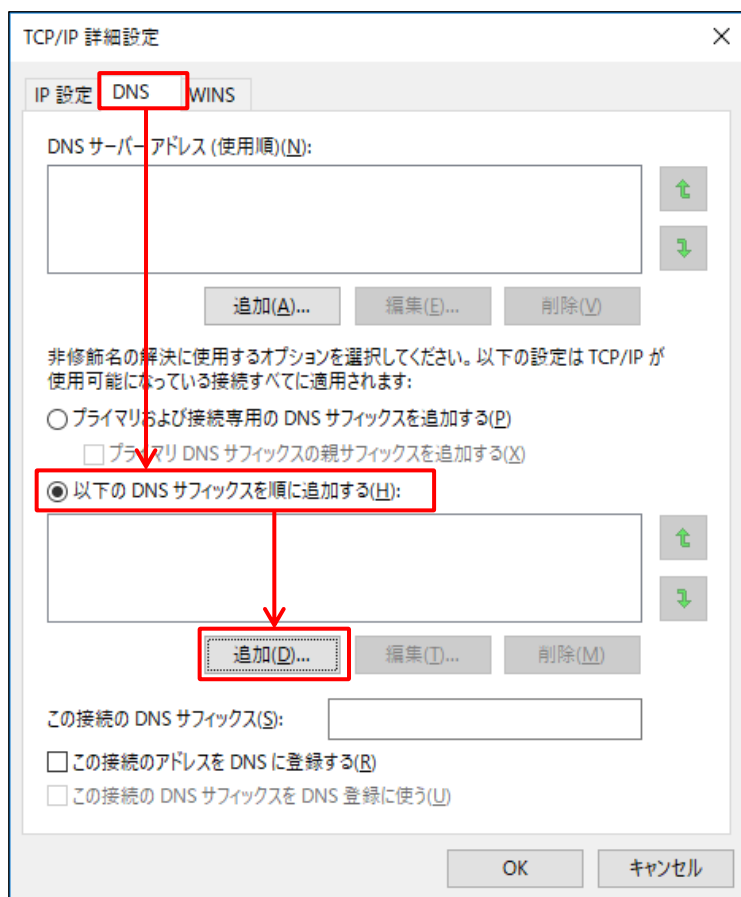 TCP/IP 詳細設定
IP 設定 DNS WINS
DNS サーバー アドレス (使用順)(N):
追加(A)... 編集(E)... 削除(V)
非修飾名の解決に使用するオプションを選択してください。以下の設定は TCP/IP が
使用可能になっている接続すべてに適用されます:
プライマリおよび接続専用の DNS サフィックスを追加する(P)
プライマリ DNS サフィックスの親サフィックスを追加する(X)
以下の DNS サフィックスを順に追加する(H):
追加(D)... 編集(T)... 削除(M)
この接続の DNS サフィックス(S):
この接続のアドレスを DNS に登録する(R)
この接続の DNS サフィックスを DNS 登録に使う(U)
OK キャンセル